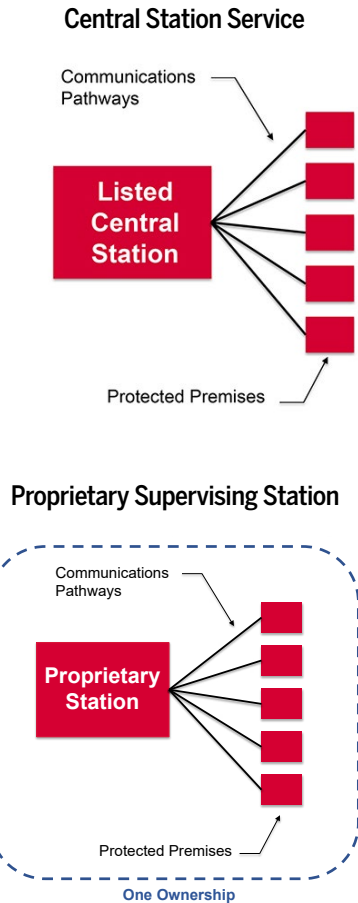 Central Station Service
Communications
Pathways
Listed
Central
Station
Protected Premises
Proprietary Supervising Station
Communications
Pathways
Proprietary
Station
Protected Premises
One Ownership